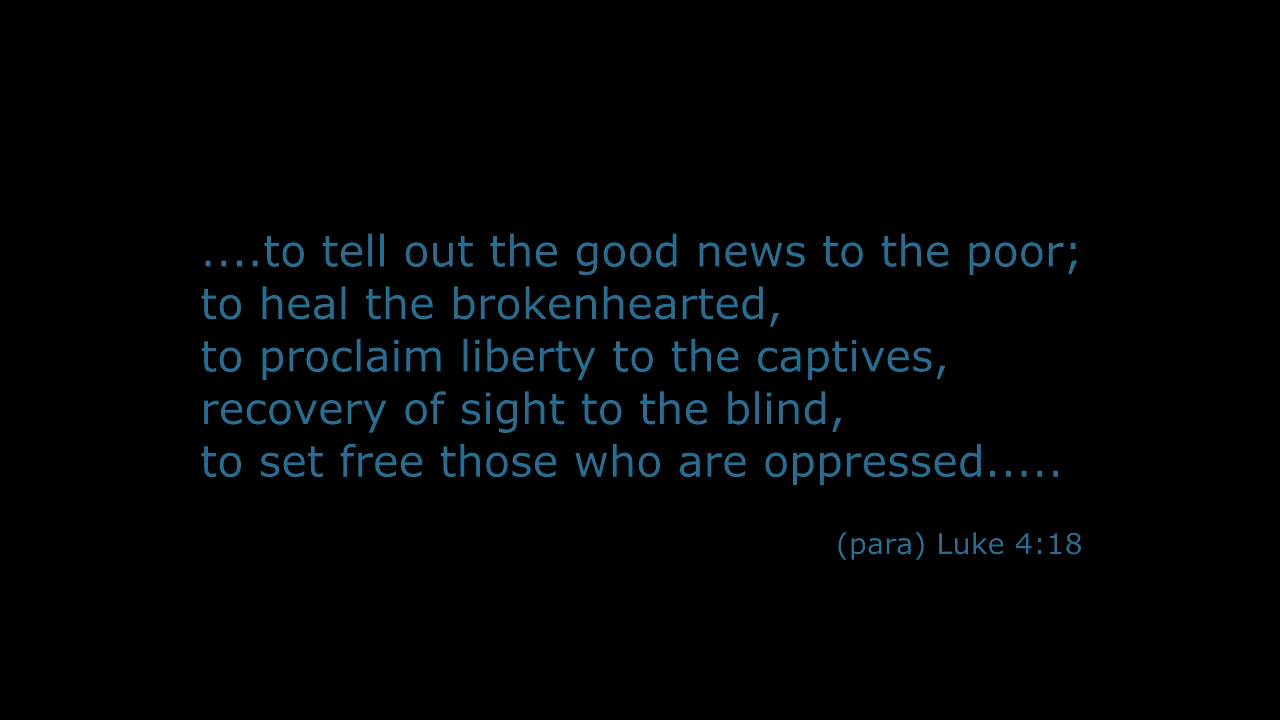 ....to tell out the good news to the poor;
to heal the brokenhearted,
to proclaim liberty to the captives,
recovery of sight to the blind,
to set free those who are oppressed.....
(para) Luke 4:18